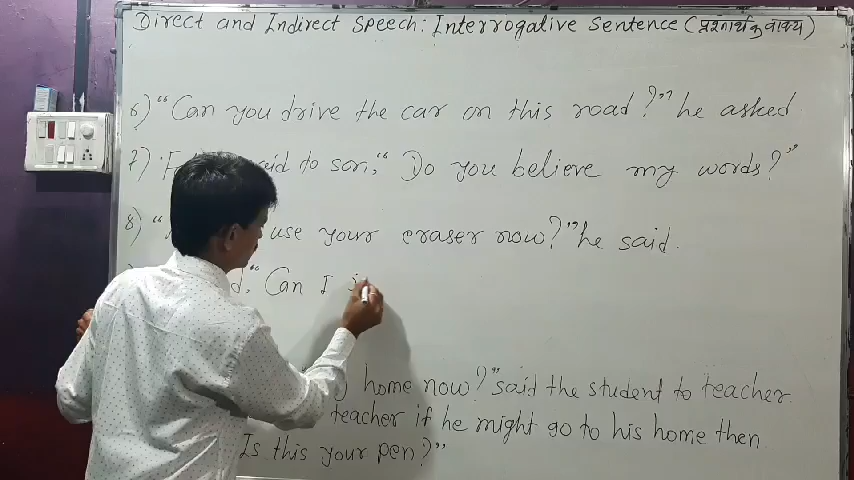 Direct and Indirect Speech: Interrogative Sentence (प्रश्नार्थक वाक्य)
6) "Can you drive the car on this road?" he asked
7) said to son, "Do you believe my words?"
8) " use your eraser now?" he said.
"Can I
home now?" said the student to teacher.
teacher if he might go to his home then.
Is this your pen?"